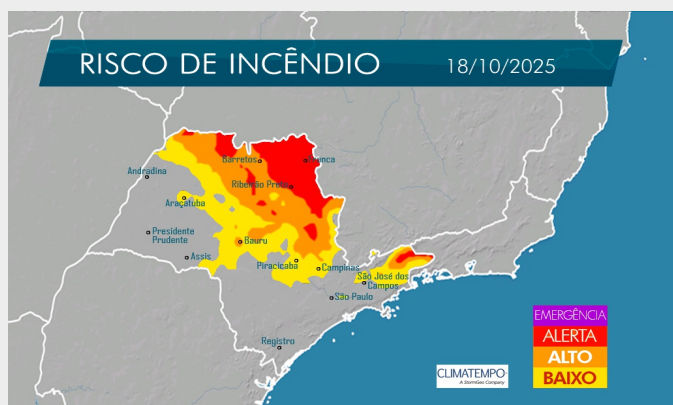 RISCO DE INCÊNDIO
18/10/2025
Barretos
Franca
Andradina
Ribeirão Preto
Araçatuba
Presidente
Prudente
Bauru
Assis
Piracicaba
Campinas
São José dos
Campos
São Paulo
Registro
EMERGÊNCIA
ALERTA
ALTO
BAIXO
CLIMATEMPO
A StormGeo Company